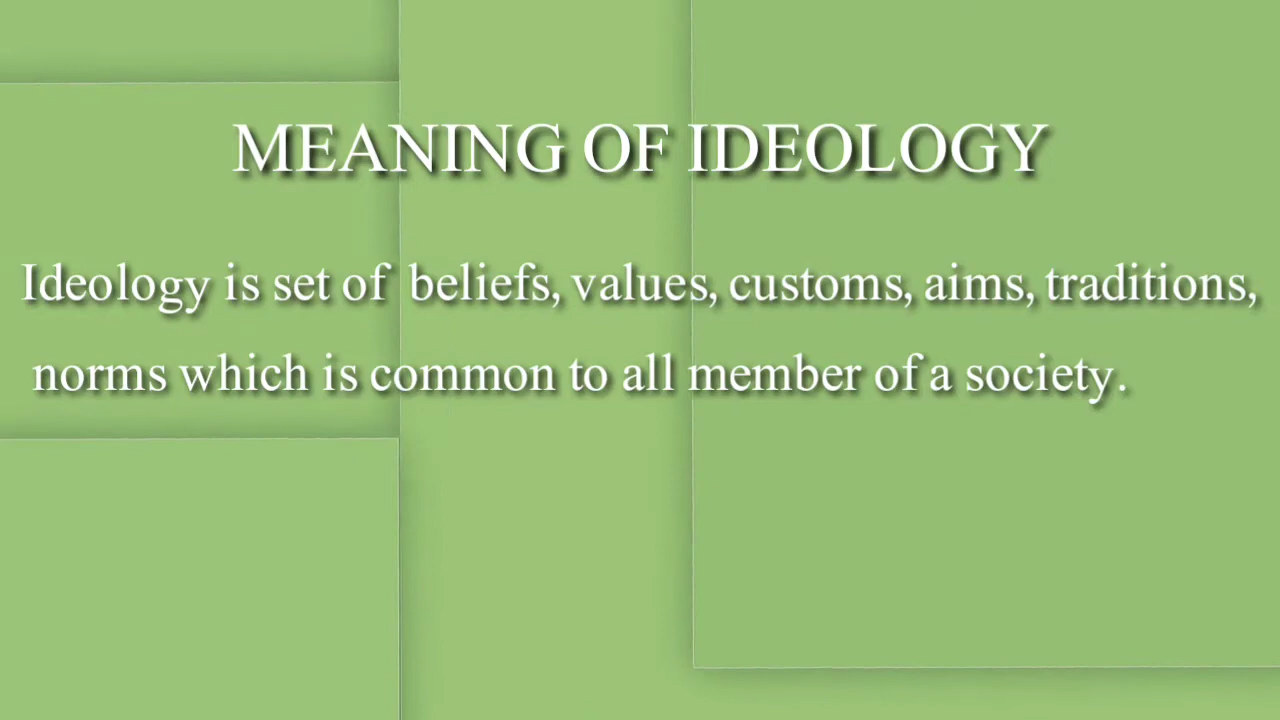 MEANING OF IDEOLOGY
Ideology is set of beliefs, values, customs, aims, traditions,
norms which is common to all member of a society.